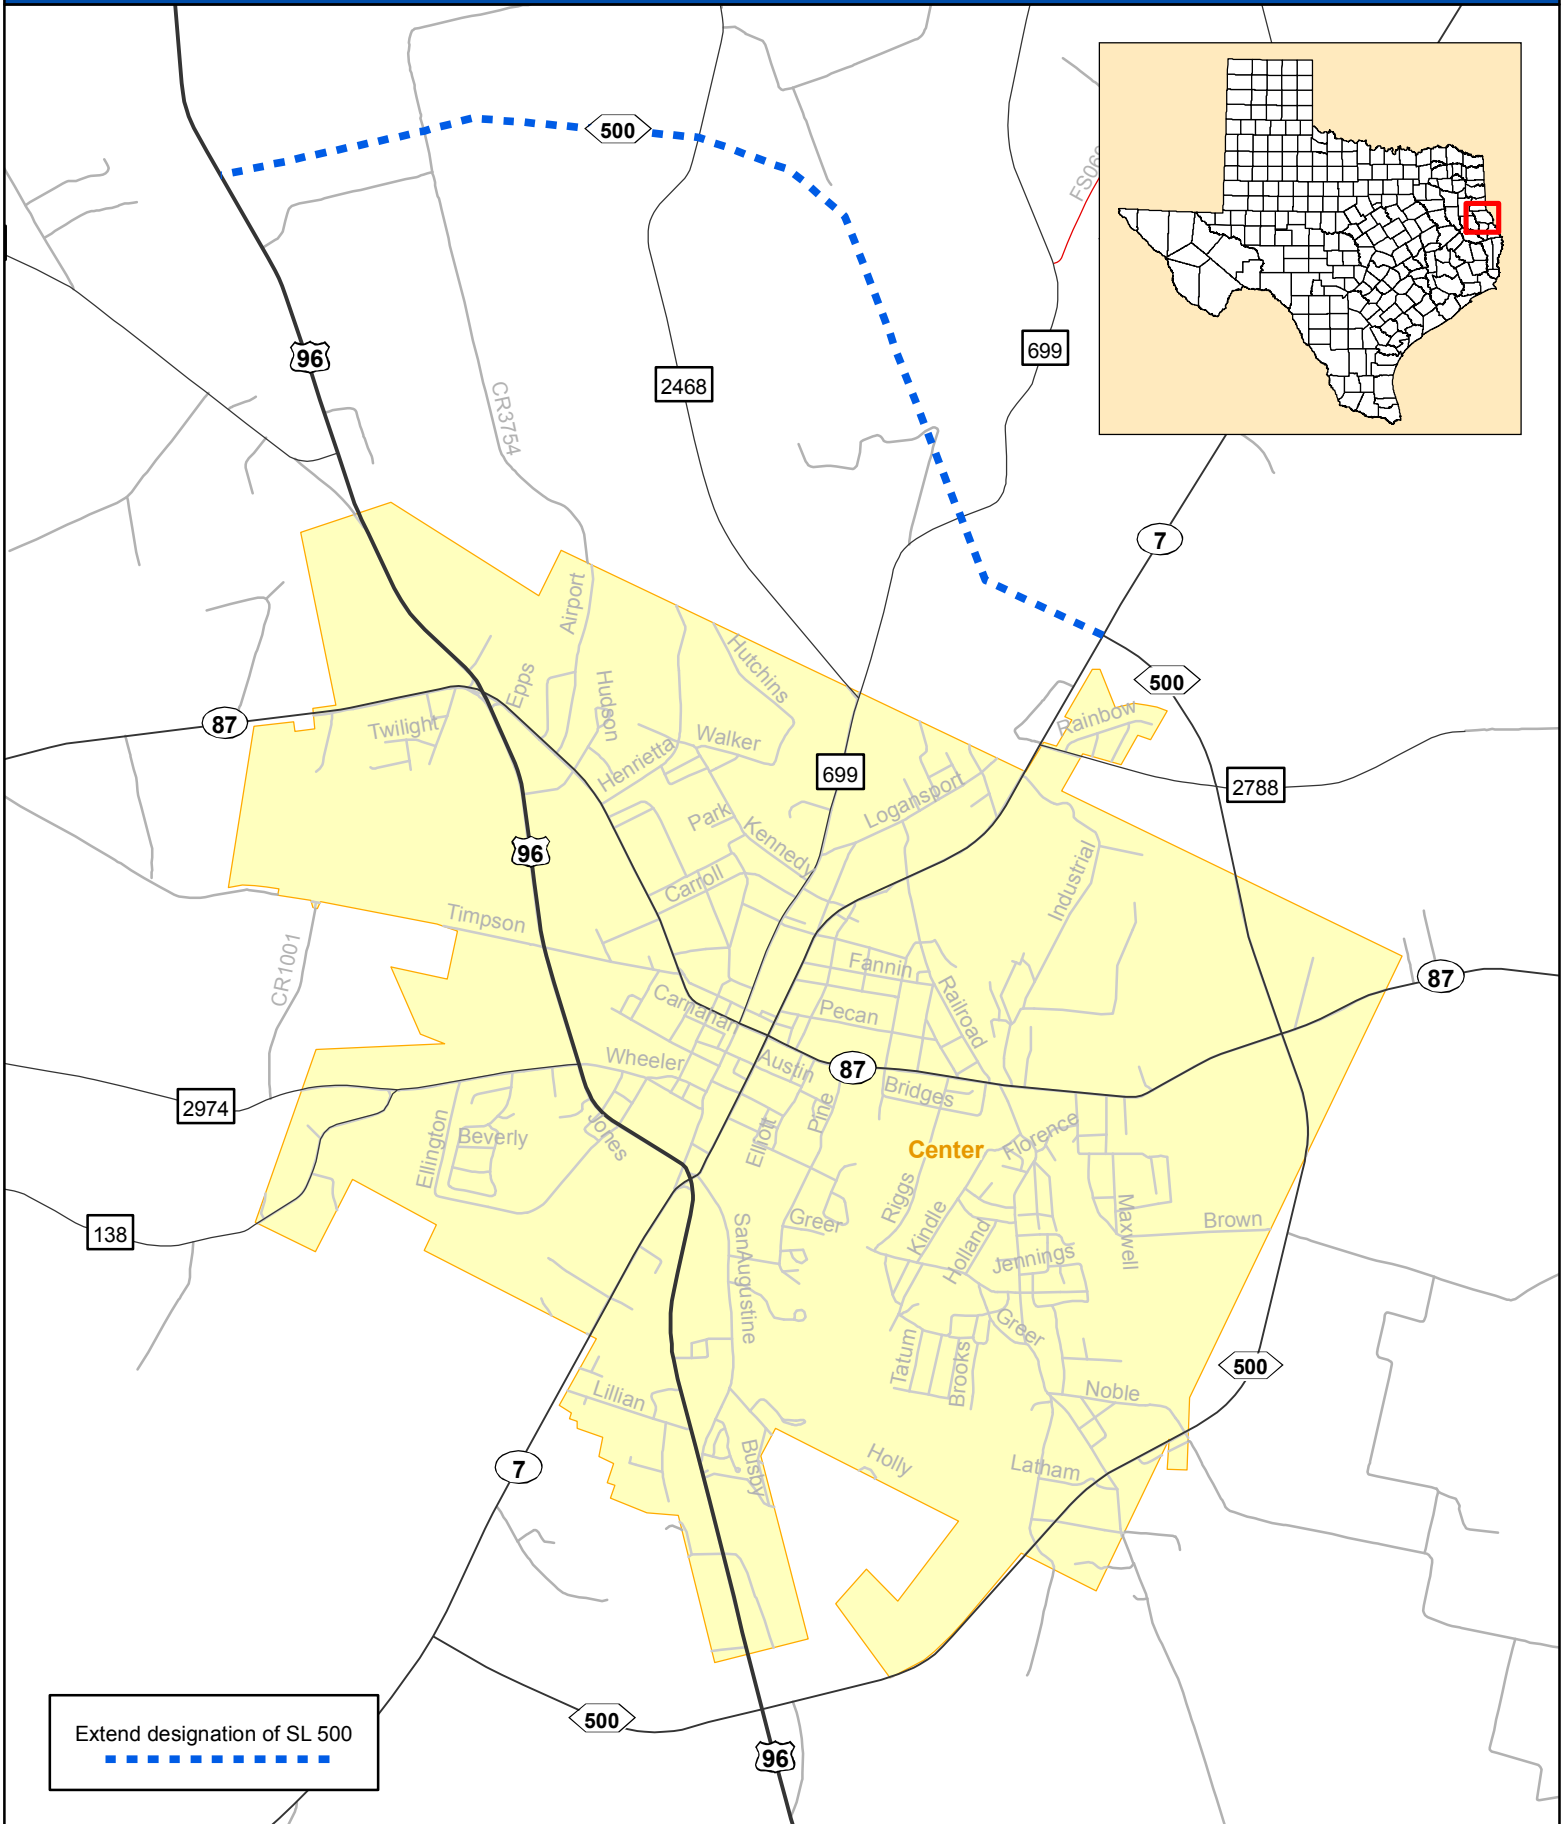 500
FS068
96
699
2468
CR3754
7
Airport
Hutchins
Epps
Hudson
500
87
Twilight
Rainbow
Walker
Henrietta
699
2788
Logansport
Park
Kennedy
96
Industrial
Carroll
Timpson
CR1001
Fannin
87
Railroad
Carnahan
Pecan
Wheeler
Austin
87
Bridges
2974
Pine
Elliott
Ellington
Beverly
Jones
Florence
Center
Riggs
Kindle
Holland
Maxwell
Brown
138
Greer
SanAugustine
Jennings
Greer
Tatum
Brooks
500
Noble
Lillian
Busby
Holly
Latham
7
500
96
Extend designation of SL 500